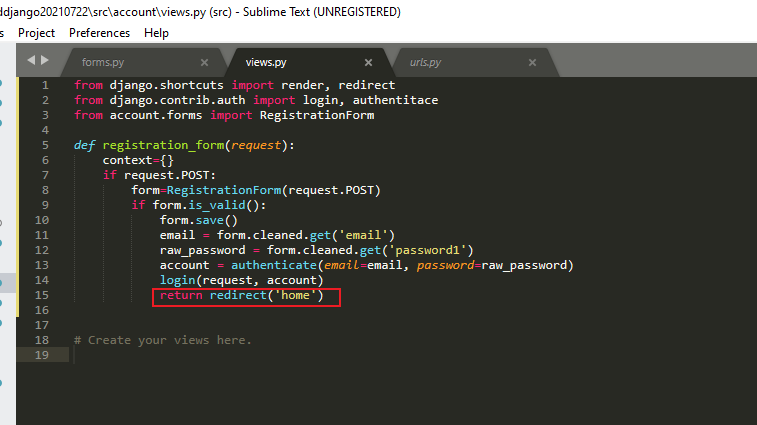 ddjango20210722\src\account\views.py (src) - Sublime Text (UNREGISTERED)
s Project Preferences Help
forms.py × views.py × urls.py ×
1 from django.shortcuts import render, redirect
2 from django.contrib.auth import login, authentitace
3 from account.forms import RegistrationForm
4
5 def registration_form(request):
6 context={}
7 if request.POST:
8 form=RegistrationForm(request.POST)
9 if form.is_valid():
10 form.save()
11 email = form.cleaned.get('email')
12 raw_password = form.cleaned.get('password1')
13 account = authenticate(email=email, password=raw_password)
14 login(request, account)
15 return redirect('home')
16
17
18 # Create your views here.
19